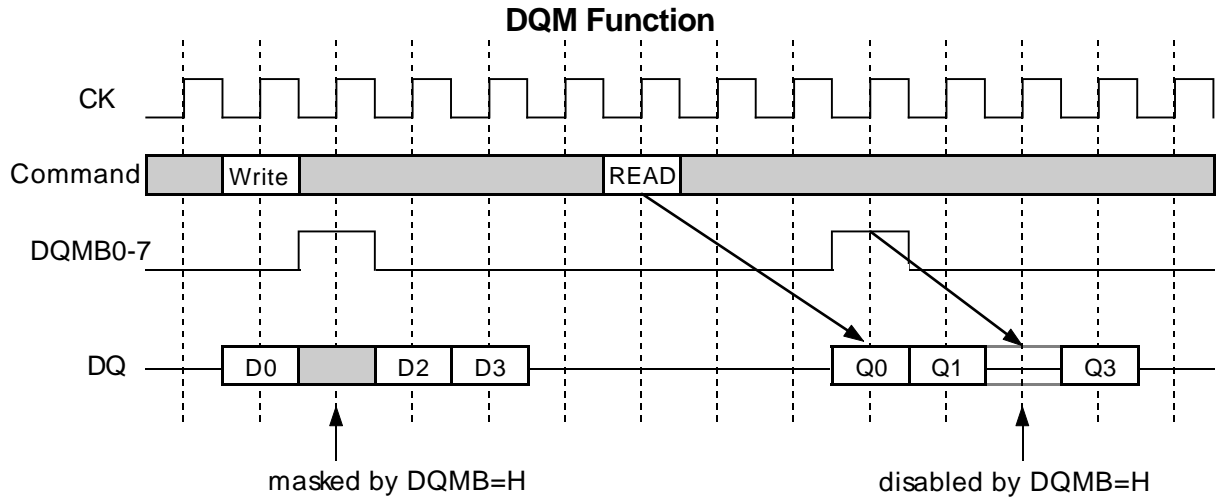 DQM Function
CK
Command Write READ
DQMB0-7
DQ D0 D2 D3 Q0 Q1 Q3
masked by DQMB=H disabled by DQMB=H